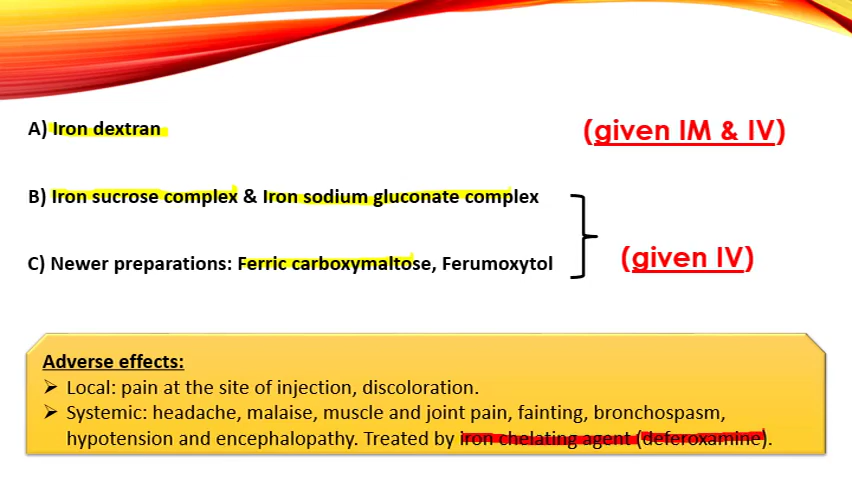 A) Iron dextran
(given IM & IV)
B) Iron sucrose complex & Iron sodium gluconate complex
C) Newer preparations: Ferric carboxymaltose, Ferumoxytol
(given IV)
Adverse effects:
➢ Local: pain at the site of injection, discoloration.
➢ Systemic: headache, malaise, muscle and joint pain, fainting, bronchospasm,
hypotension and encephalopathy. Treated by iron chelating agent (deferoxamine).